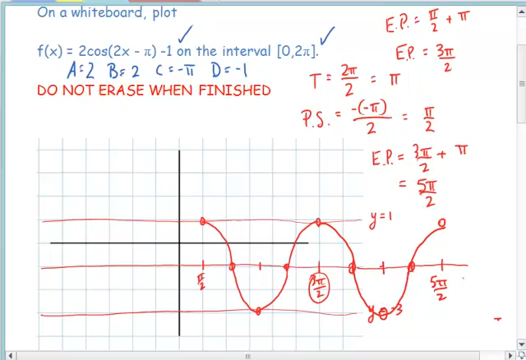 On a whiteboard, plot
f(x) = 2cos(2x - π) -1 on the interval [0,2π].
A=2 B=2 C=-π D=-1
DO NOT ERASE WHEN FINISHED
E.P. = π/2 + π
E.P. = 3π/2
T = 2π/2 = π
P.S. = -(-π)/2 = π/2
E.P. = 3π/2 + π
= 5π/2
y=1
π/2
3π/2
5π/2
y=-3